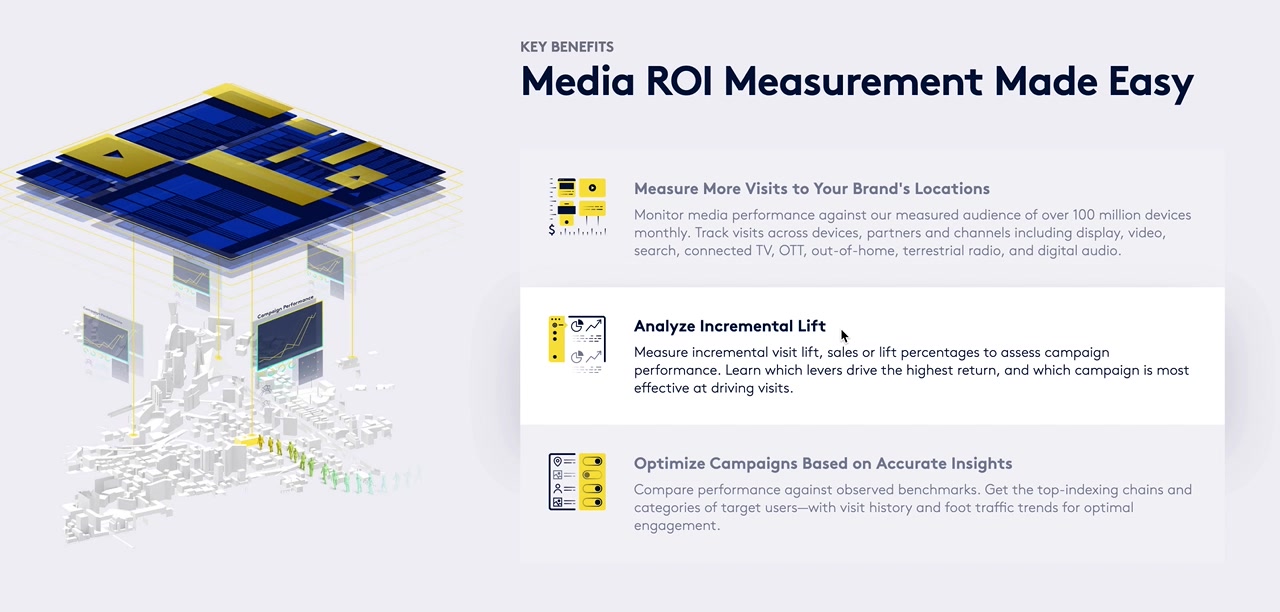 KEY BENEFITS
Media ROI Measurement Made Easy
Measure More Visits to Your Brand's Locations
Monitor media performance against our measured audience of over 100 million devices
monthly. Track visits across devices, partners and channels including display, video,
search, connected TV, OTT, out-of-home, terrestrial radio, and digital audio.
$
Analyze Incremental Lift
Measure incremental visit lift, sales or lift percentages to assess campaign
performance. Learn which levers drive the highest return, and which campaign is most
effective at driving visits.
Optimize Campaigns Based on Accurate Insights
Compare performance against observed benchmarks. Get the top-indexing chains and
categories of target users—with visit history and foot traffic trends for optimal
engagement.
Campaign Performance